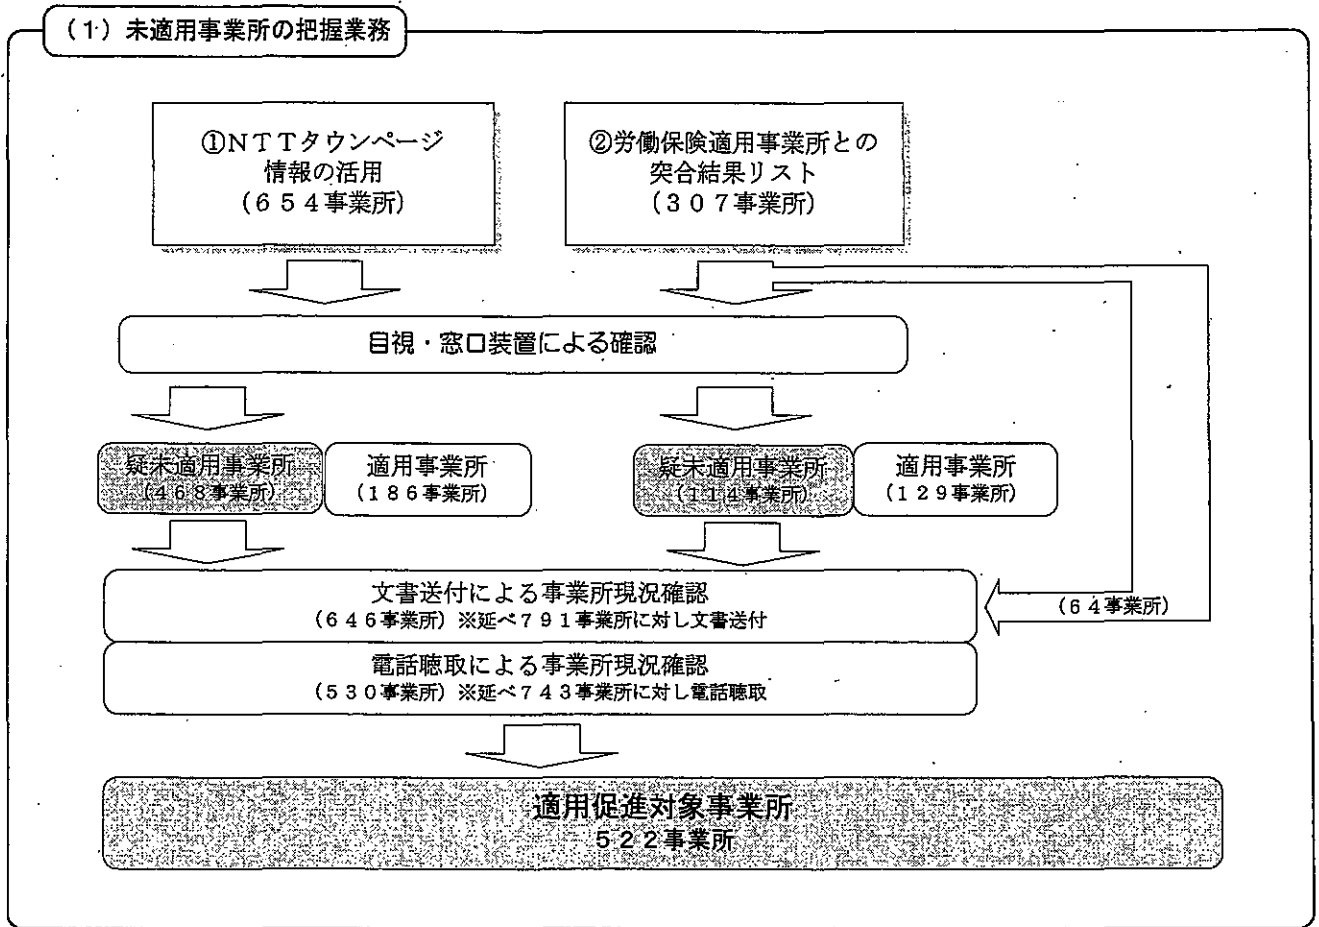 (1) 未適用事業所の把握業務
①NTTタウンページ
情報の活用
(654事業所)
②労働保険適用事業所との
突合結果リスト
(307事業所)
目視・窓口装置による確認
疑未適用事業所
(468事業所)
適用事業所
(186事業所)
疑未適用事業所
(114事業所)
適用事業所
(129事業所)
文書送付による事業所現況確認
(646事業所)※延べ791事業所に対し文書送付
(64事業所)
電話聴取による事業所現況確認
(530事業所)※延べ743事業所に対し電話聴取
適用促進対象事業所
522事業所